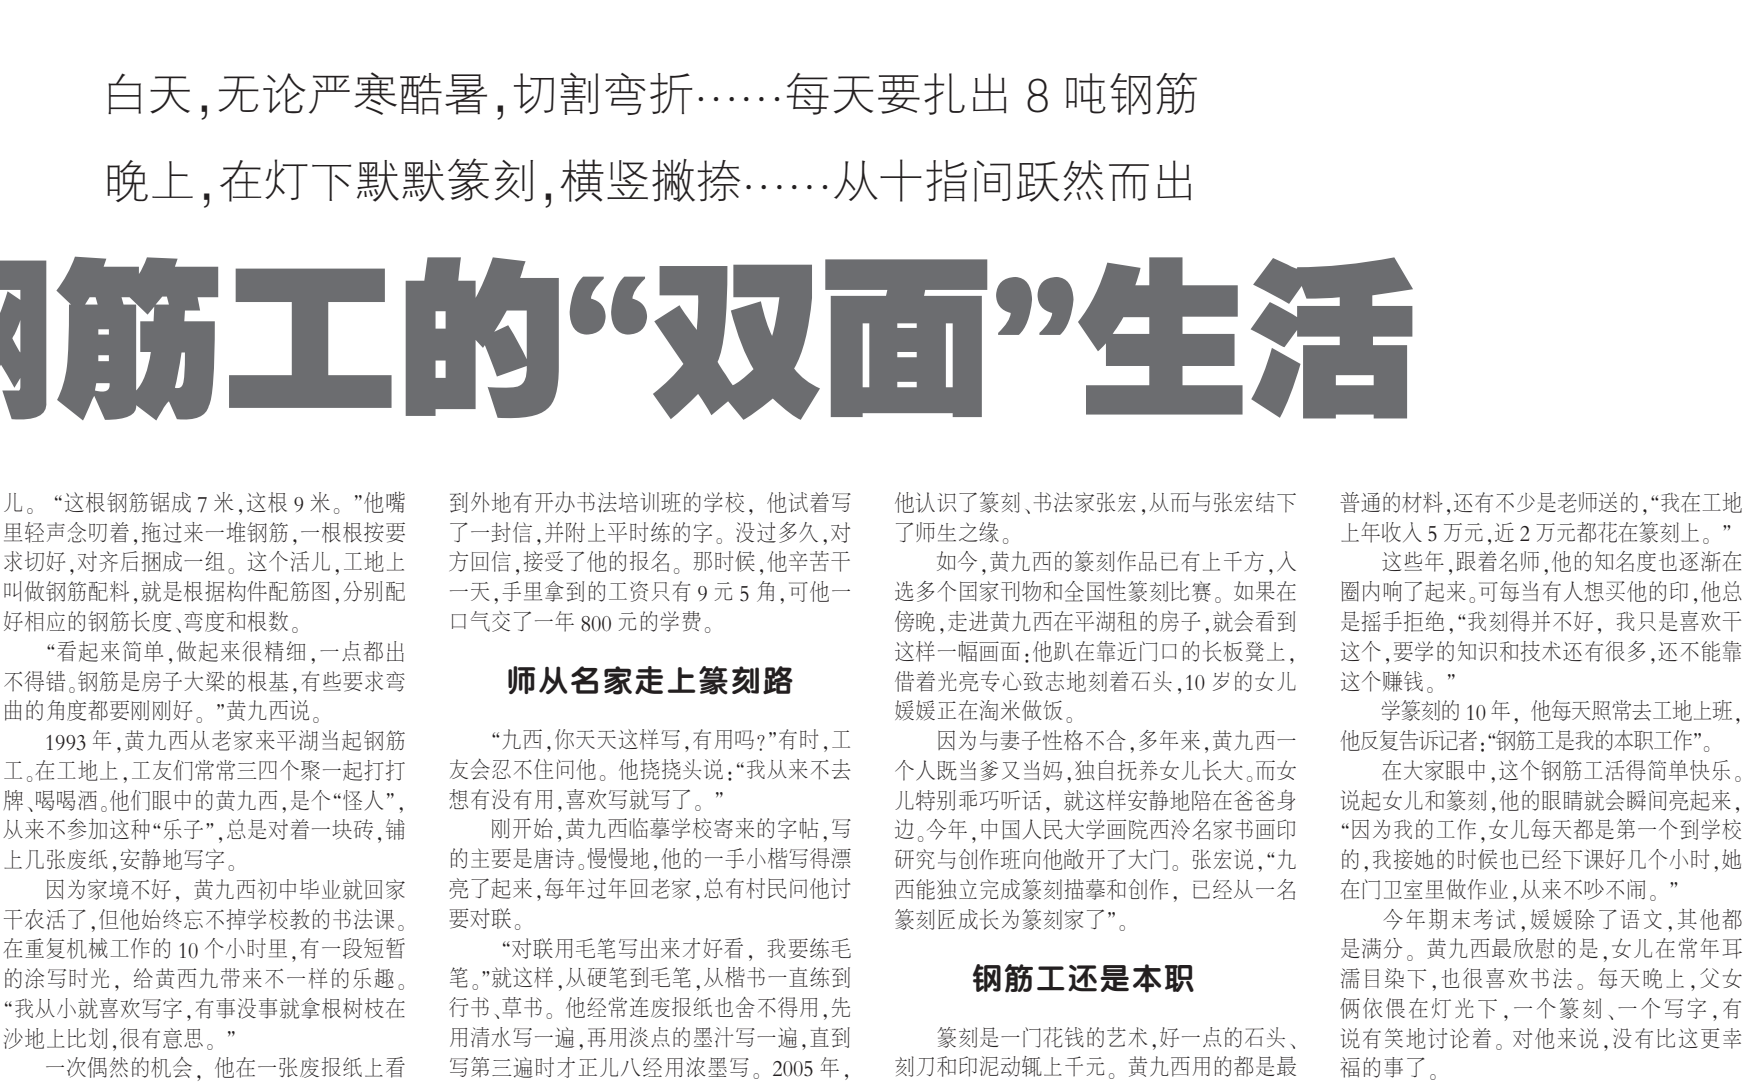 白天,无论严寒酷暑,切割弯折……每天要扎出 8 吨钢筋
晚上,在灯下默默篆刻,横竖撇捺……从十指间跃然而出
钢筋工的“双面”生活
儿。“这根钢筋锯成 7 米,这根 9 米。”他嘴
里轻声念叨着,拖过来一堆钢筋,一根根按要
求切好,对齐后捆成一组。这个活儿,工地上
叫做钢筋配料,就是根据构件配筋图,分别配
好相应的钢筋长度、弯度和根数。
“看起来简单,做起来很精细,一点都出
不得错。钢筋是房子大梁的根基,有些要求弯
曲的角度都要刚刚好。”黄九西说。
1993 年,黄九西从老家来平湖当起钢筋
工。在工地上,工友们常常三四个聚一起打打
牌、喝喝酒。他们眼中的黄九西,是个“怪人”,
从来不参加这种“乐子”,总是对着一块砖,铺
上几张废纸,安静地写字。
因为家境不好，黄九西初中毕业就回家
干农活了,但他始终忘不掉学校教的书法课。
在重复机械工作的 10 个小时里,有一段短暂
的涂写时光，给黄西九带来不一样的乐趣。
“我从小就喜欢写字,有事没事就拿根树枝在
沙地上比划,很有意思。”
一次偶然的机会，他在一张废报纸上看
到外地有开办书法培训班的学校，他试着写
了一封信,并附上平时练的字。没过多久,对
方回信,接受了他的报名。那时候,他辛苦干
一天,手里拿到的工资只有 9 元 5 角,可他一
口气交了一年 800 元的学费。
师从名家走上篆刻路
“九西,你天天这样写,有用吗?”有时,工
友会忍不住问他。他挠挠头说:“我从来不去
想有没有用,喜欢写就写了。”
刚开始,黄九西临摹学校寄来的字帖,写
的主要是唐诗。慢慢地,他的一手小楷写得漂
亮了起来,每年过年回老家,总有村民问他讨
要对联。
“对联用毛笔写出来才好看，我要练毛
笔。”就这样,从硬笔到毛笔,从楷书一直练到
行书、草书。他经常连废报纸也舍不得用,先
用清水写一遍,再用淡点的墨汁写一遍,直到
写第三遍时才正儿八经用浓墨写。2005 年,
他认识了篆刻、书法家张宏,从而与张宏结下
了师生之缘。
如今,黄九西的篆刻作品已有上千方,入
选多个国家刊物和全国性篆刻比赛。如果在
傍晚,走进黄九西在平湖租的房子,就会看到
这样一幅画面:他趴在靠近门口的长板凳上,
借着光亮专心致志地刻着石头,10 岁的女儿
媛媛正在淘米做饭。
因为与妻子性格不合,多年来,黄九西一
个人既当爹又当妈,独自抚养女儿长大。而女
儿特别乖巧听话，就这样安静地陪在爸爸身
边。今年,中国人民大学画院西泠名家书画印
研究与创作班向他敞开了大门。张宏说,“九
西能独立完成篆刻描摹和创作，已经从一名
篆刻匠成长为篆刻家了”。
钢筋工还是本职
篆刻是一门花钱的艺术,好一点的石头、
刻刀和印泥动辄上千元。黄九西用的都是最
普通的材料,还有不少是老师送的,“我在工地
上年收入 5 万元,近 2 万元都花在篆刻上。”
这些年,跟着名师,他的知名度也逐渐在
圈内响了起来。可每当有人想买他的印,他总
是摇手拒绝,“我刻得并不好，我只是喜欢干
这个,要学的知识和技术还有很多,还不能靠
这个赚钱。”
学篆刻的 10 年，他每天照常去工地上班,
他反复告诉记者:“钢筋工是我的本职工作”。
在大家眼中,这个钢筋工活得简单快乐。
说起女儿和篆刻,他的眼睛就会瞬间亮起来,
“因为我的工作,女儿每天都是第一个到学校
的,我接她的时候也已经下课好几个小时,她
在门卫室里做作业,从来不吵不闹。”
今年期末考试,媛媛除了语文,其他都
是满分。黄九西最欣慰的是,女儿在常年耳
濡目染下,也很喜欢书法。每天晚上,父女
俩依偎在灯光下,一个篆刻、一个写字,有
说有笑地讨论着。对他来说,没有比这更幸
福的事了。